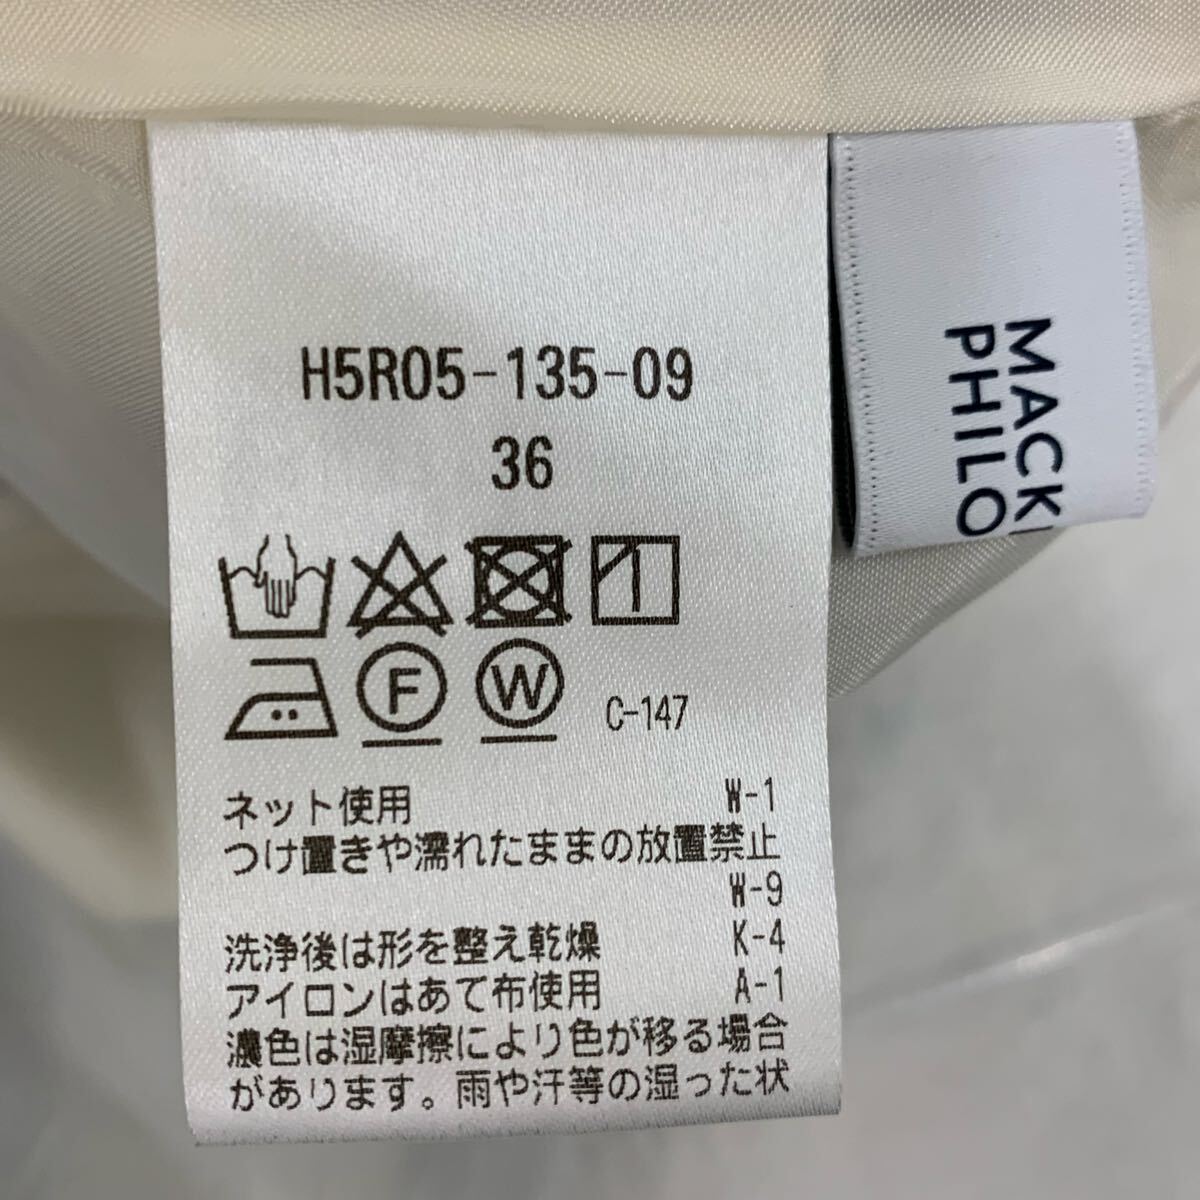 H5R05-135-09
36
F W C-147
ネット使用 W-1
つけ置きや濡れたままの放置禁止
W-9
洗浄後は形を整え乾燥 K-4
アイロンはあて布使用 A-1
濃色は湿摩擦により色が移る場合
があります。雨や汗等の湿った状
MACK
PHILO